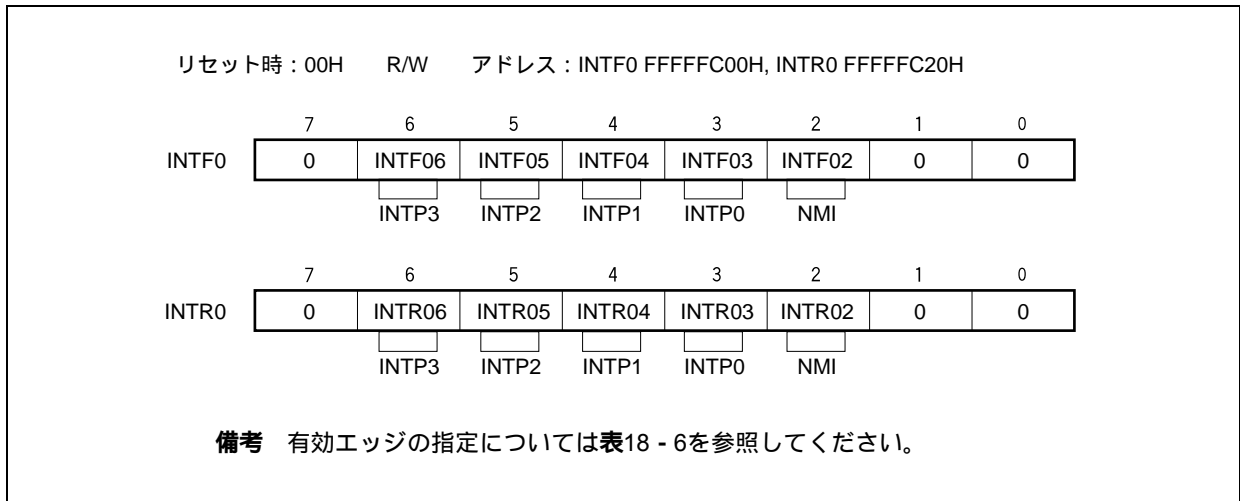 リセット時：00H R/W アドレス：INTF0 FFFFFC00H, INTR0 FFFFFC20H
7 6 5 4 3 2 1 0
INTF0 0 INTF06 INTF05 INTF04 INTF03 INTF02 0 0
INTP3 INTP2 INTP1 INTP0 NMI
7 6 5 4 3 2 1 0
INTR0 0 INTR06 INTR05 INTR04 INTR03 INTR02 0 0
INTP3 INTP2 INTP1 INTP0 NMI
備考 有効エッジの指定については表18 - 6を参照してください。